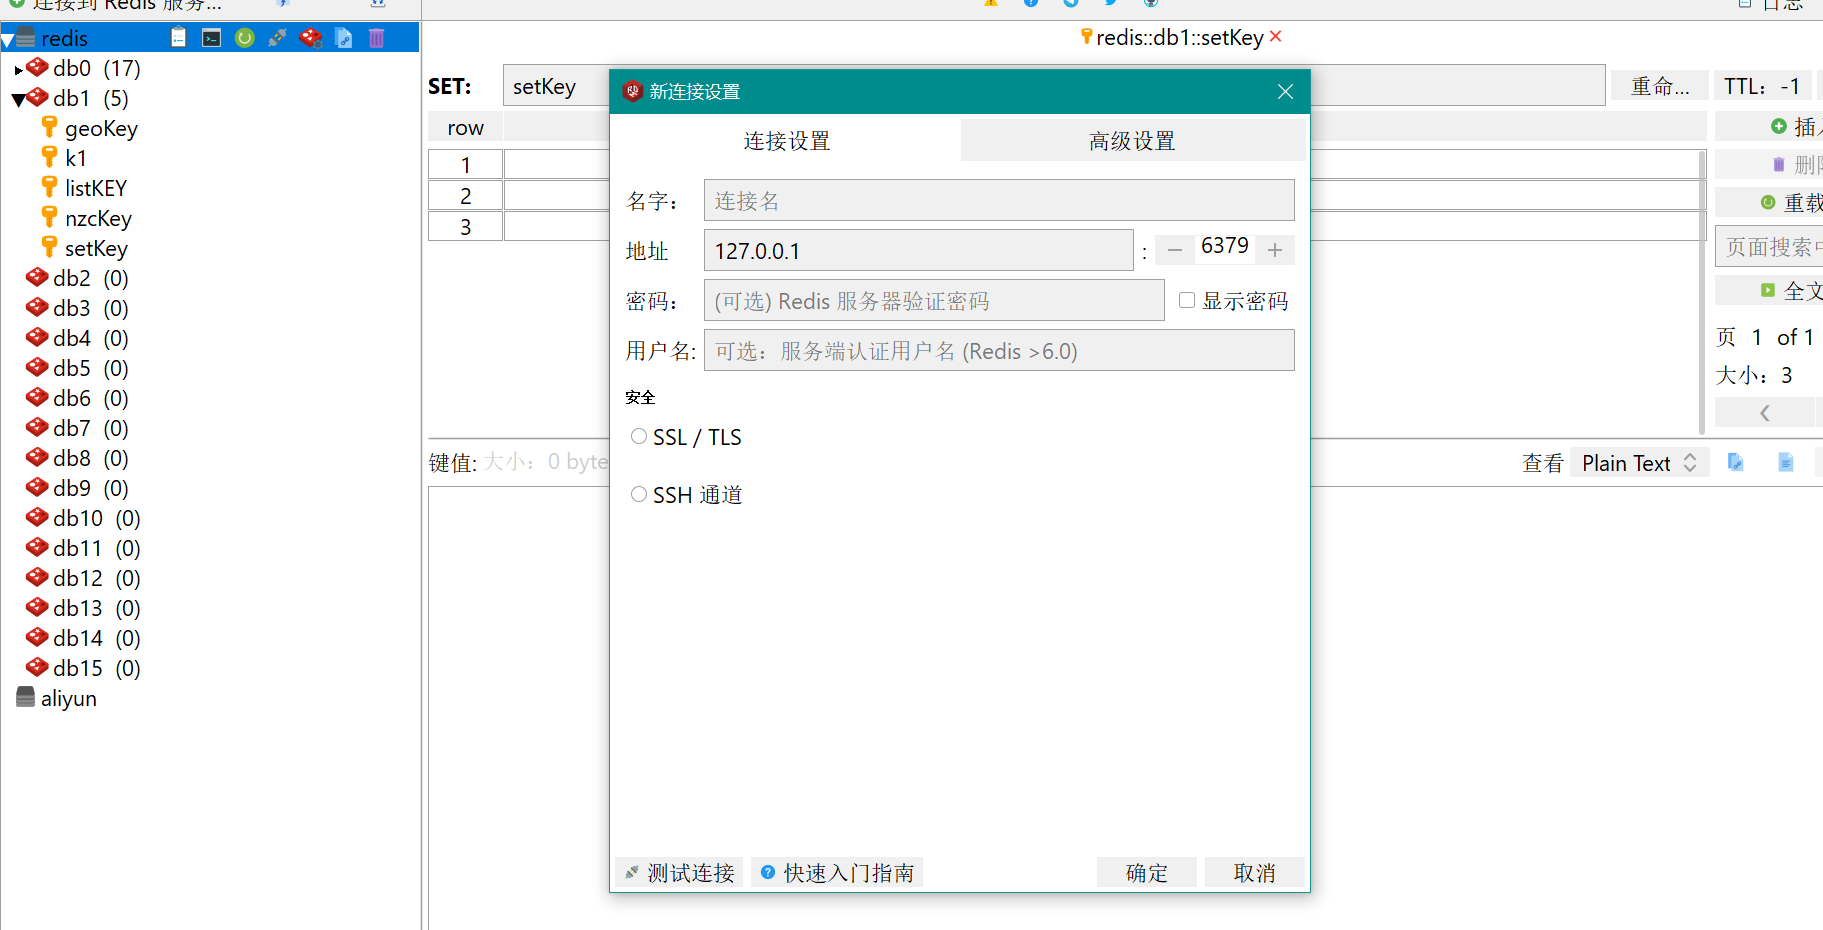 连接到 Redis 服务...
日志
redis
db0 (17)
db1 (5)
geoKey
k1
listKEY
nzcKey
setKey
db2 (0)
db3 (0)
db4 (0)
db5 (0)
db6 (0)
db7 (0)
db8 (0)
db9 (0)
db10 (0)
db11 (0)
db12 (0)
db13 (0)
db14 (0)
db15 (0)
aliyun
redis::db1::setKey
SET:
setKey
重命...
TTL：-1
row
1
2
3
插入
删除
重载
页面搜索中
全文
页 1 of 1
大小：3
键值: 大小：0 byte
查看 Plain Text
新连接设置
连接设置
高级设置
名字：
连接名
地址
127.0.0.1
:
6379
密码：
(可选) Redis 服务器验证密码
显示密码
用户名:
可选：服务端认证用户名 (Redis >6.0)
安全
SSL / TLS
SSH 通道
测试连接
快速入门指南
确定
取消